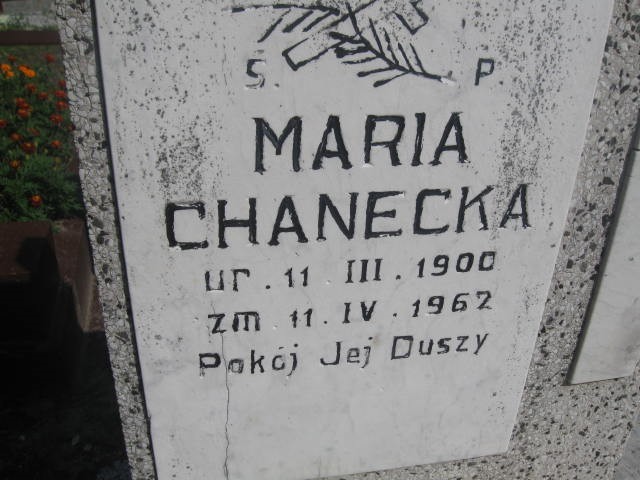 Ś. P.
MARIA
CHANECKA
ur. 11 III. 1900
zm. 11. IV. 1962
Pokój Jej Duszy